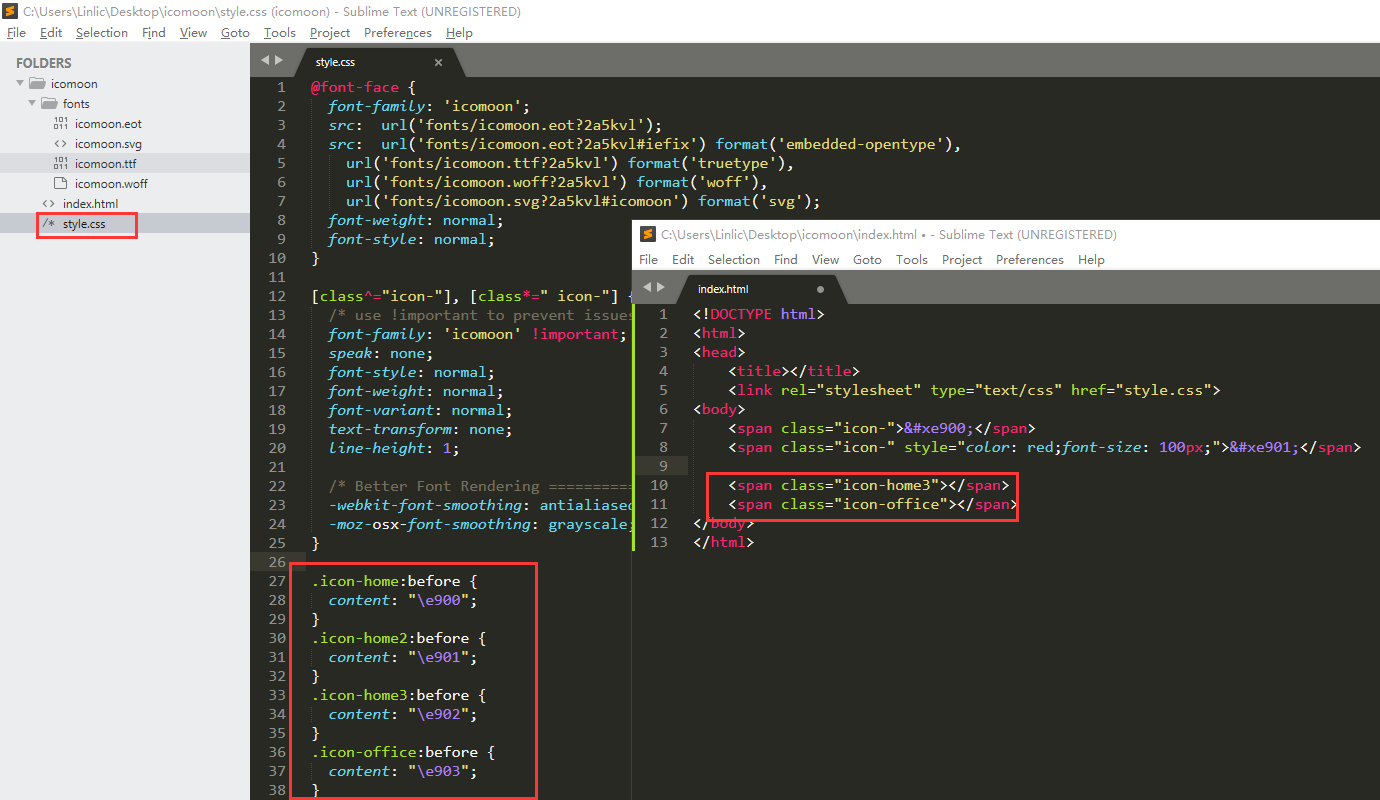 C:\Users\Linlic\Desktop\icomoon\style.css (icomoon) - Sublime Text (UNREGISTERED)
File Edit Selection Find View Goto Tools Project Preferences Help
FOLDERS
icomoon
fonts
icomoon.eot
icomoon.svg
icomoon.ttf
icomoon.woff
index.html
/* style.css
style.css ×
1 @font-face {
2 font-family: 'icomoon';
3 src:  url('fonts/icomoon.eot?2a5kvl');
4 src:  url('fonts/icomoon.eot?2a5kvl#iefix') format('embedded-opentype'),
5 url('fonts/icomoon.ttf?2a5kvl') format('truetype'),
6 url('fonts/icomoon.woff?2a5kvl') format('woff'),
7 url('fonts/icomoon.svg?2a5kvl#icomoon') format('svg');
8 font-weight: normal;
9 font-style: normal;
10 }
11
12 [class^="icon-"], [class*=" icon-"] {
13 /* use !important to prevent issues
14 font-family: 'icomoon' !important;
15 speak: none;
16 font-style: normal;
17 font-weight: normal;
18 font-variant: normal;
19 text-transform: none;
20 line-height: 1;
21
22 /* Better Font Rendering ==========
23 -webkit-font-smoothing: antialiased
24 -moz-osx-font-smoothing: grayscale;
25 }
26
27 .icon-home:before {
28 content: "\e900";
29 }
30 .icon-home2:before {
31 content: "\e901";
32 }
33 .icon-home3:before {
34 content: "\e902";
35 }
36 .icon-office:before {
37 content: "\e903";
38 }
C:\Users\Linlic\Desktop\icomoon\index.html • - Sublime Text (UNREGISTERED)
File Edit Selection Find View Goto Tools Project Preferences Help
index.html
1 <!DOCTYPE html>
2 <html>
3 <head>
4 <title></title>
5 <link rel="stylesheet" type="text/css" href="style.css">
6 <body>
7 <span class="icon-">&#xe900;</span>
8 <span class="icon-" style="color: red;font-size: 100px;">&#xe901;</span>
9
10 <span class="icon-home3"></span>
11 <span class="icon-office"></span>
12 </body>
13 </html>